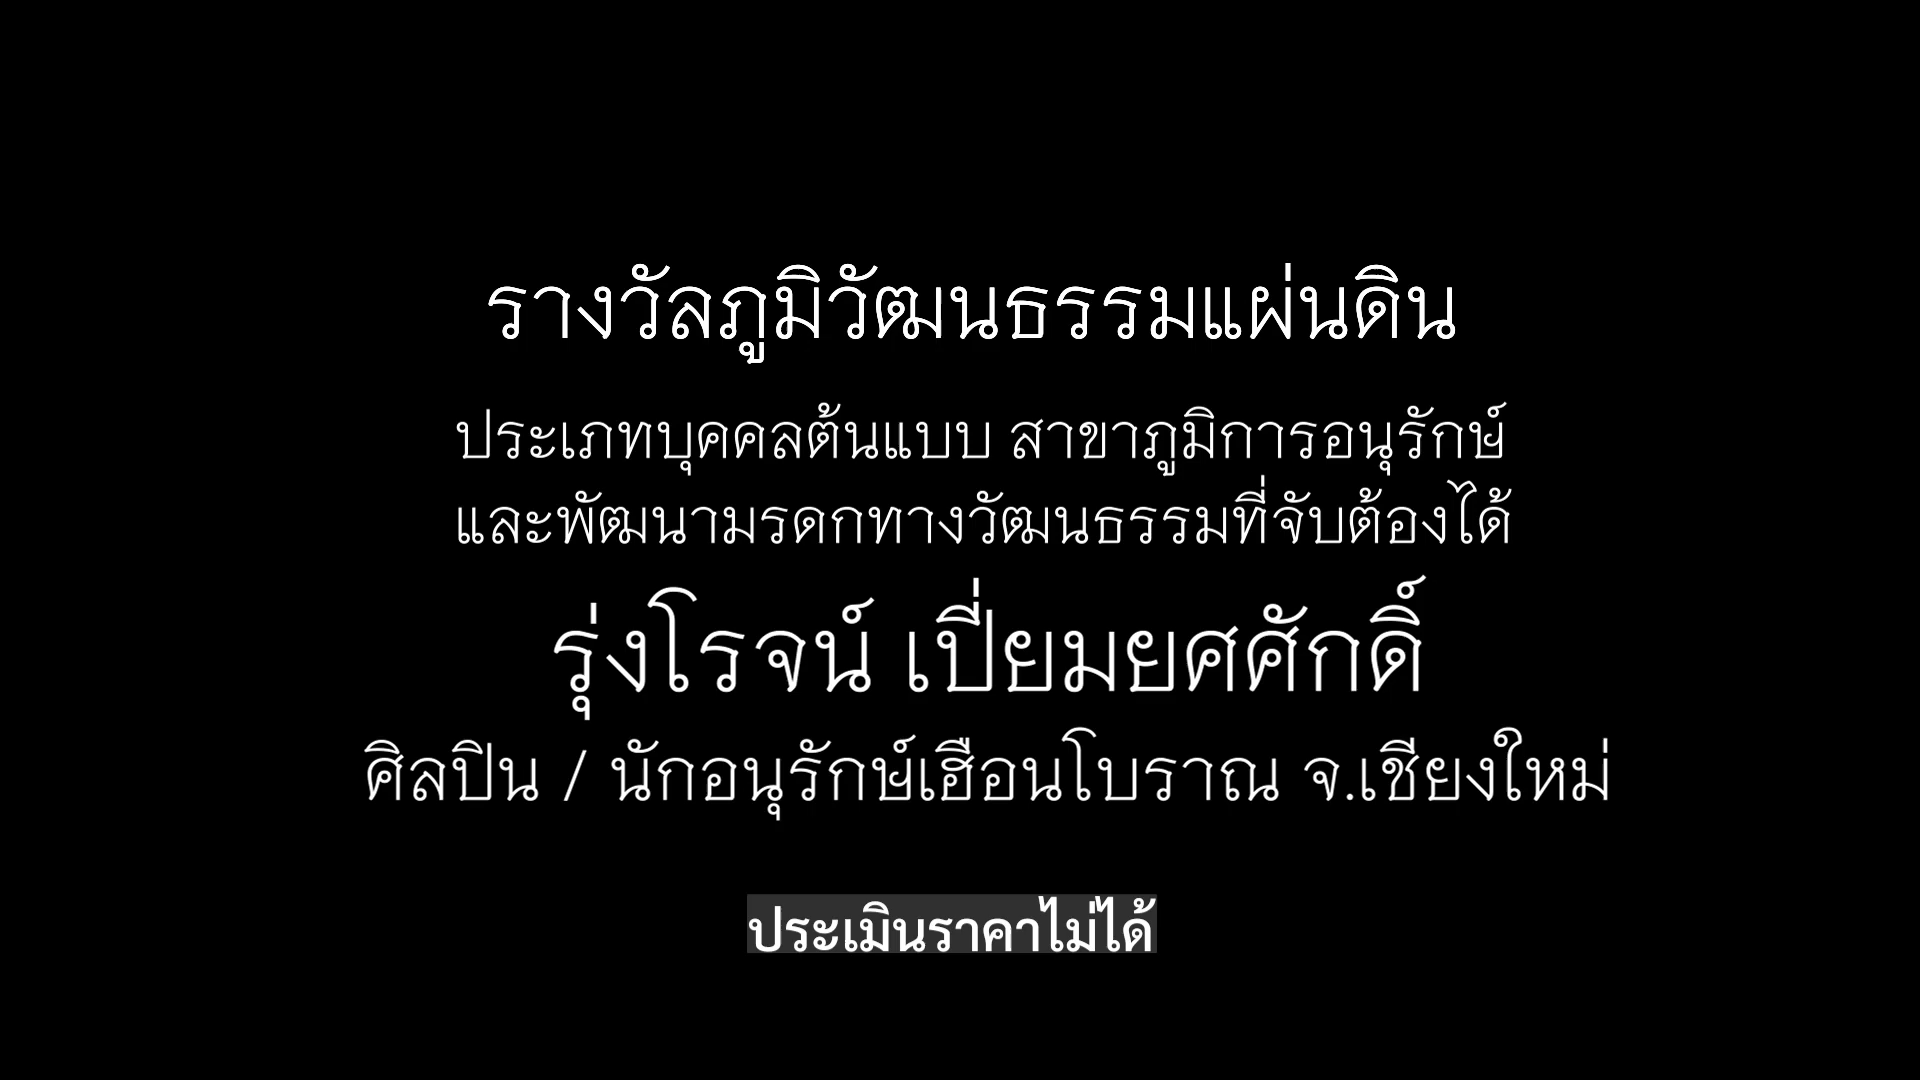 รางวัลภูมิวัฒนธรรมแผ่นดิน
ประเภทบุคคลต้นแบบ สาขาภูมิการอนุรักษ์
และพัฒนามรดกทางวัฒนธรรมที่จับต้องได้
รุ่งโรจน์ เปี่ยมยศศักดิ์
ศิลปิน / นักอนุรักษ์เฮือนโบราณ จ.เชียงใหม่
ประเมินราคาไม่ได้